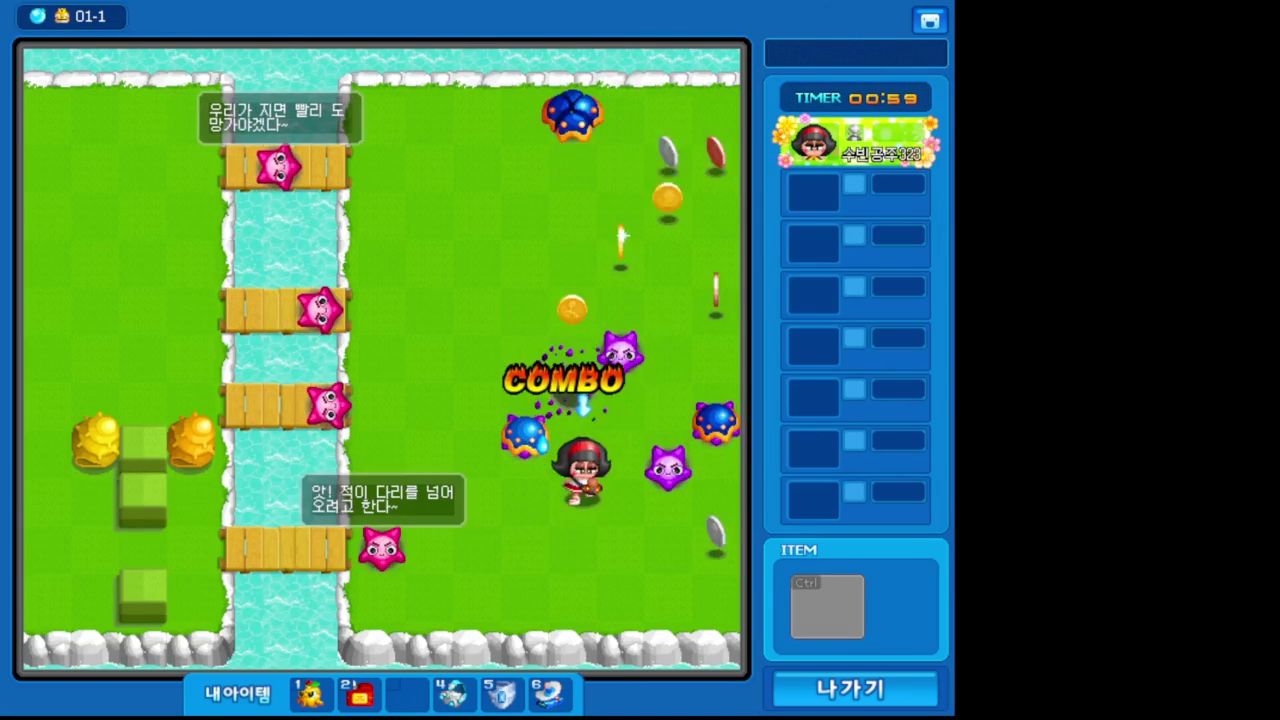 01-1
우리가 지면 빨리 도
망가야겠다~
TIMER 00:59
수빈공주323
COMBO
앗! 적이 다리를 넘어
오려고 한다~
ITEM
Ctrl
내아이템
1
2
4
5
6
나가기